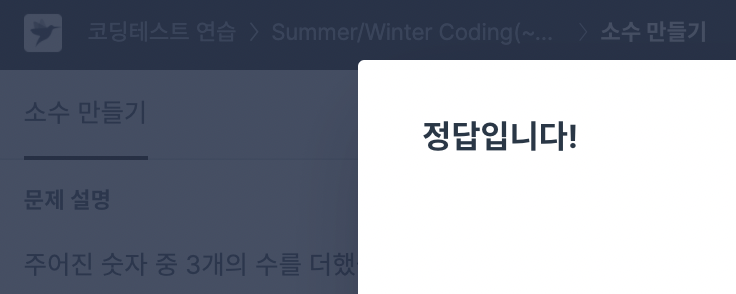 코딩테스트 연습 > Summer/Winter Coding(~... > 소수 만들기
소수 만들기
정답입니다!
문제 설명
주어진 숫자 중 3개의 수를 더했